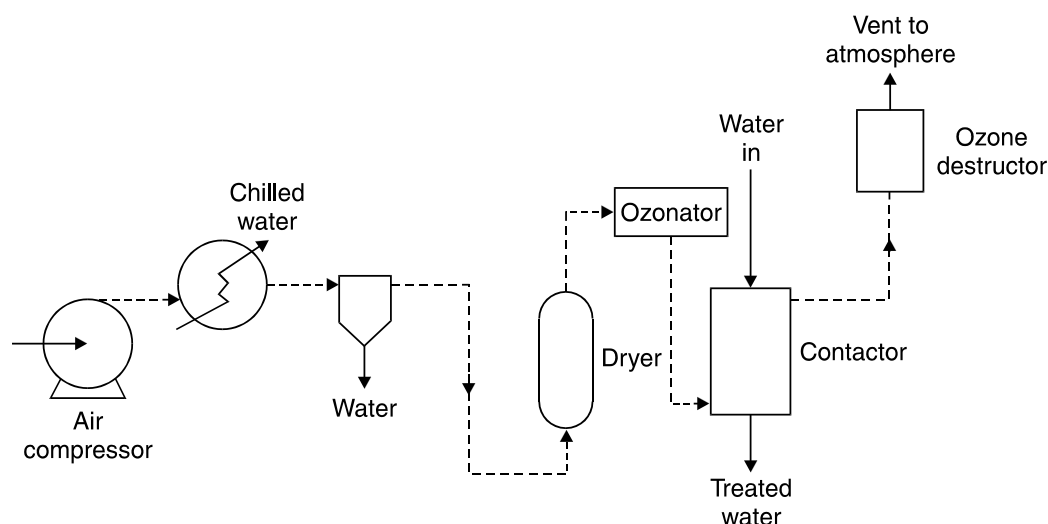 Vent to
atmosphere
Water
in
Ozone
destructor
Chilled
water
Ozonator
Dryer
Contactor
Water
Air
compressor
Treated
water